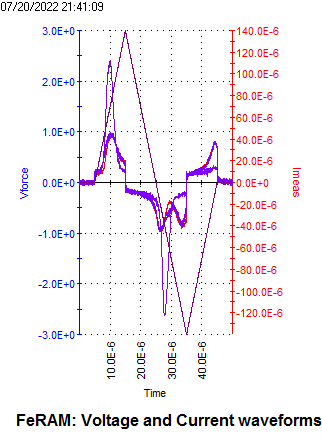 07/20/2022 21:41:09
3.0E+0
2.0E+0
1.0E+0
0.0E+0
-1.0E+0
-2.0E+0
-3.0E+0
Vforce
140.0E-6
120.0E-6
100.0E-6
80.0E-6
60.0E-6
40.0E-6
20.0E-6
0.0E+0
-20.0E-6
-40.0E-6
-60.0E-6
-80.0E-6
-100.0E-6
-120.0E-6
Imeas
10.0E-6
20.0E-6
30.0E-6
40.0E-6
Time
FeRAM: Voltage and Current waveforms